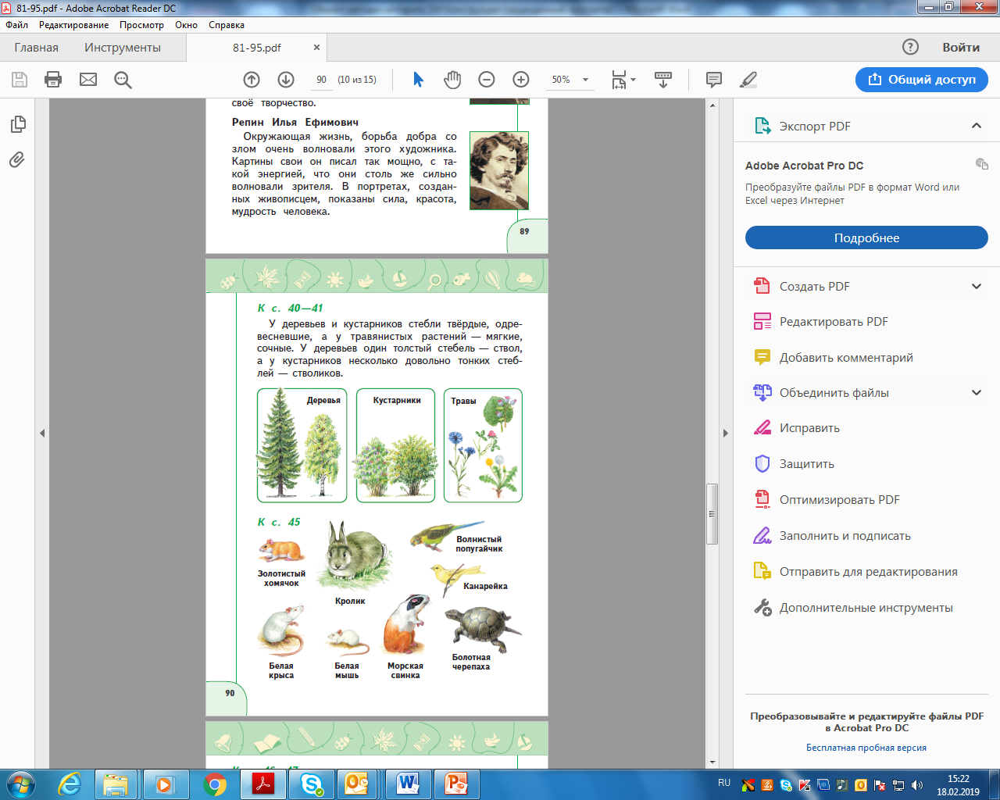 81-95.pdf - Adobe Acrobat Reader DC
Файл Редактирование Просмотр Окно Справка
Главная Инструменты 81-95.pdf × ? Войти
90 (10 из 15) 50% Общий доступ
своё творчество.
Репин Илья Ефимович
Окружающая жизнь, борьба добра со
злом очень волновали этого художника.
Картины свои он писал так мощно, с та-
кой энергией, что они столь же сильно
волновали зрителя. В портретах, создан-
ных живописцем, показаны сила, красота,
мудрость человека.
89
К с. 40—41
У деревьев и кустарников стебли твёрдые, одре-
весневшие, а у травянистых растений — мягкие,
сочные. У деревьев один толстый стебель — ствол,
а у кустарников несколько довольно тонких стеб-
лей — стволиков.
Деревья
Кустарники
Травы
К с. 45
Золотистый
хомячок
Кролик
Волнистый
попугайчик
Канарейка
Белая
крыса
Белая
мышь
Морская
свинка
Болотная
черепаха
90
Экспорт PDF
Adobe Acrobat Pro DC
Преобразуйте файлы PDF в формат Word или
Excel через Интернет
Подробнее
Создать PDF
Редактировать PDF
Добавить комментарий
Объединить файлы
Исправить
Защитить
Оптимизировать PDF
Заполнить и подписать
Отправить для редактирования
Дополнительные инструменты
Преобразовывайте и редактируйте файлы PDF
в Acrobat Pro DC
Бесплатная пробная версия
RU
15:22
18.02.2019